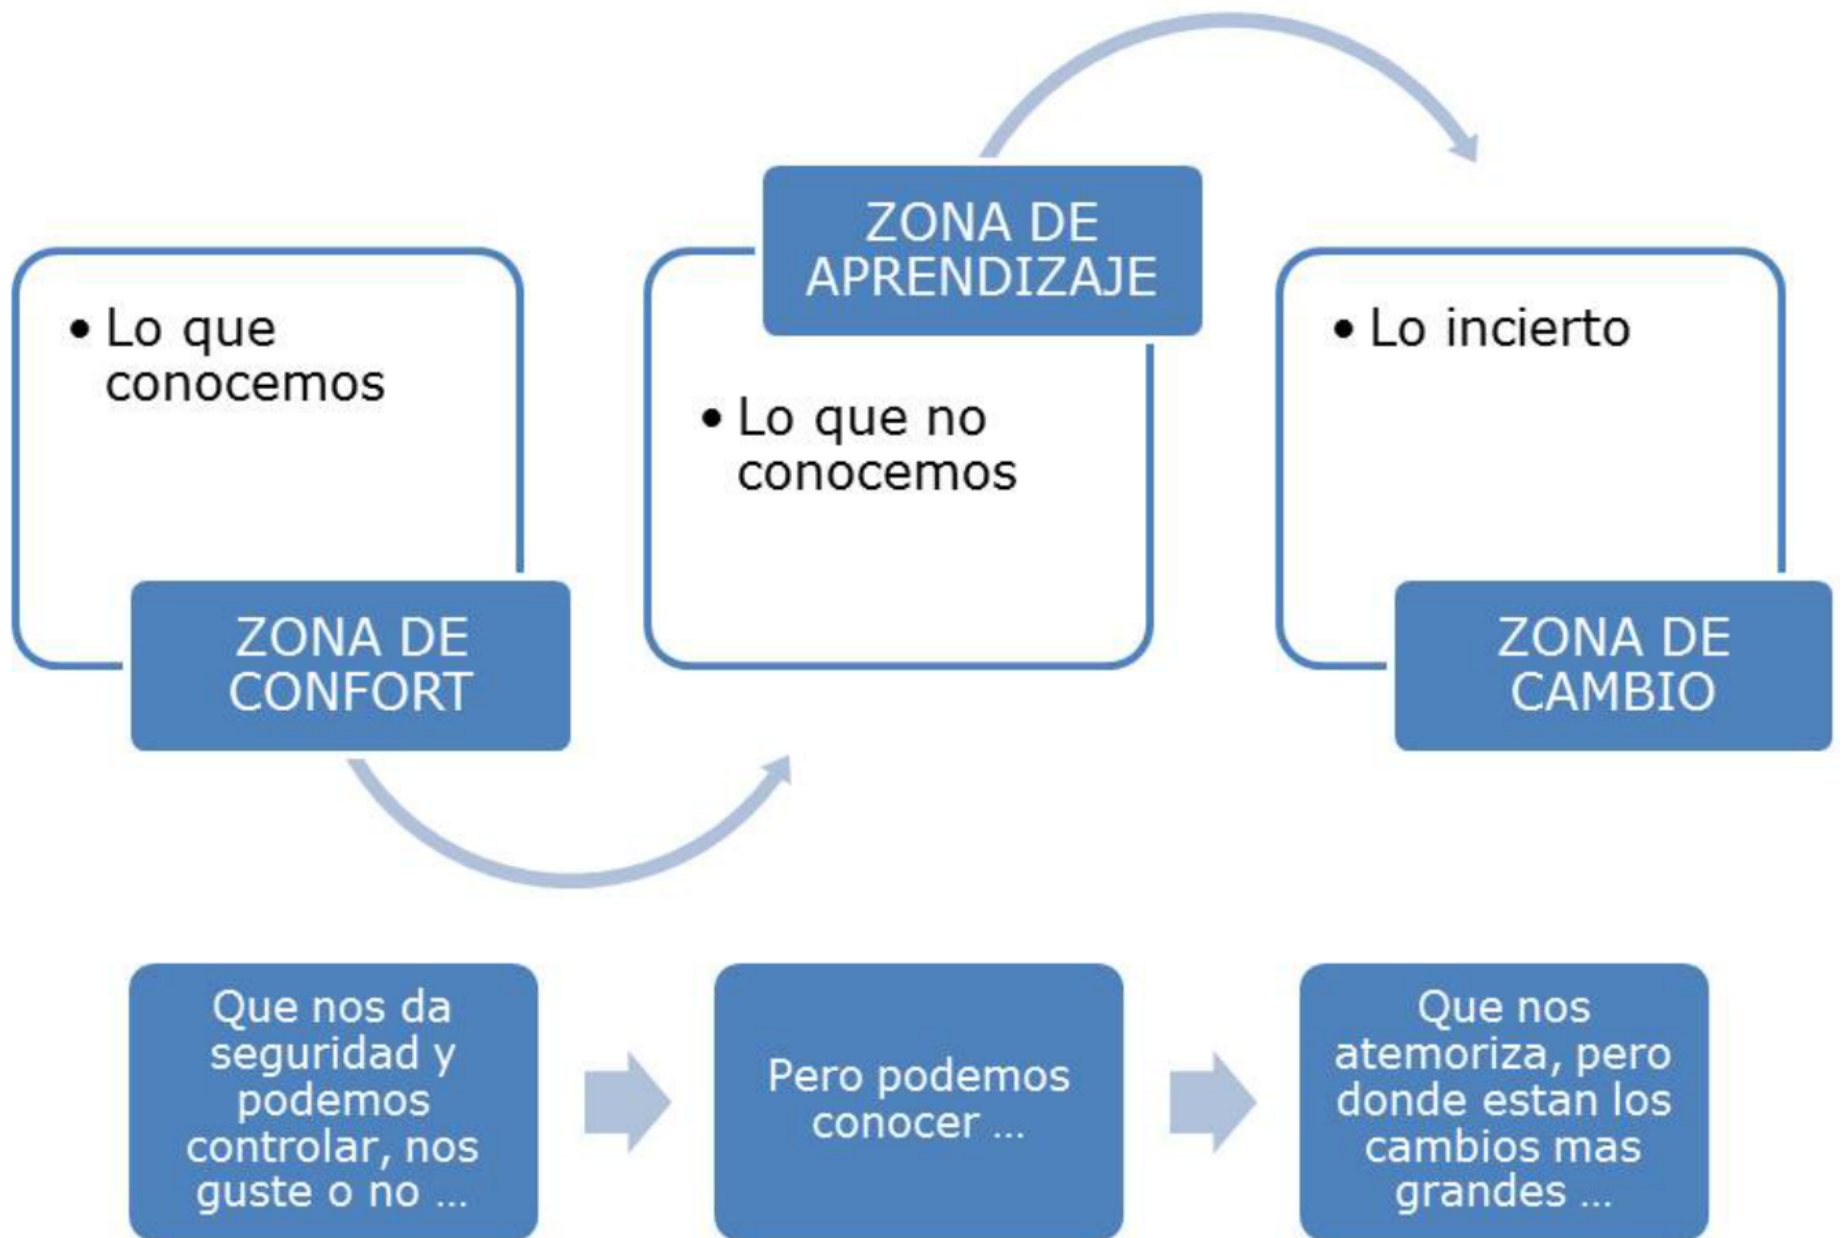 • Lo que
conocemos
ZONA DE
CONFORT
ZONA DE
APRENDIZAJE
• Lo que no
conocemos
• Lo incierto
ZONA DE
CAMBIO
Que nos da
seguridad y
podemos
controlar, nos
guste o no ...
Pero podemos
conocer ...
Que nos
atemoriza, pero
donde estan los
cambios mas
grandes ...